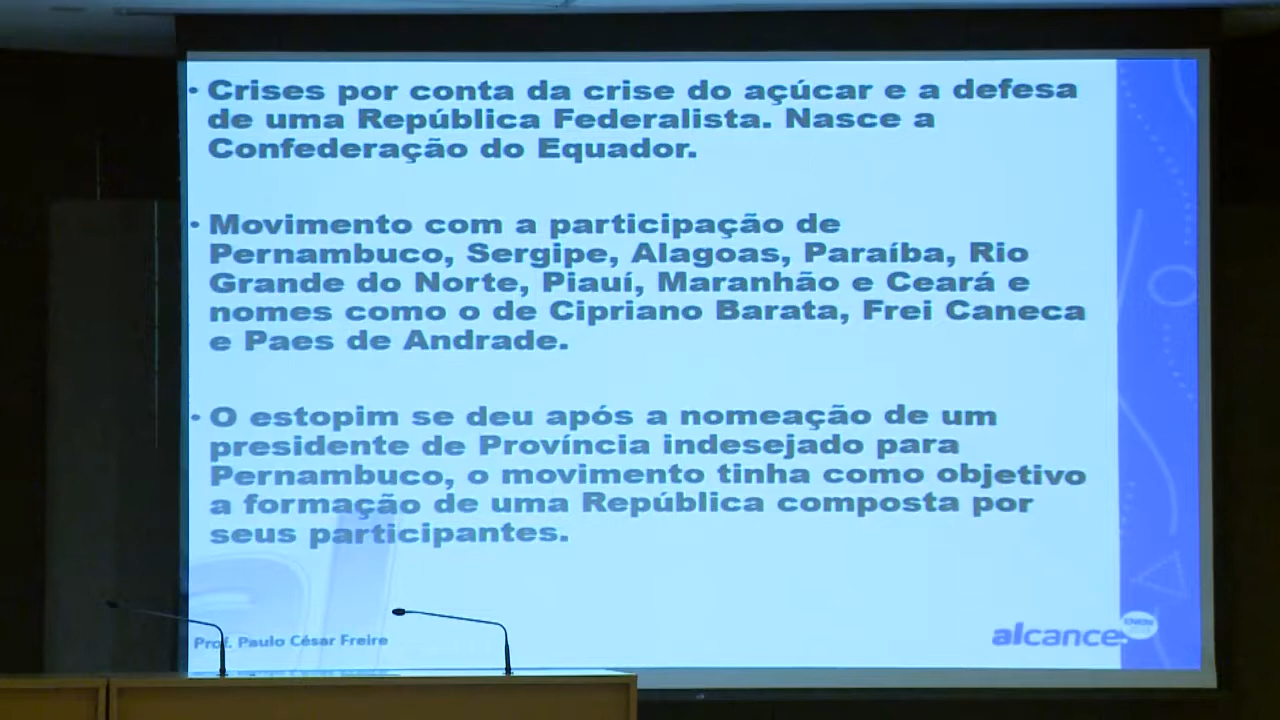 • Crises por conta da crise do açúcar e a defesa
de uma República Federalista. Nasce a
Confederação do Equador.
• Movimento com a participação de
Pernambuco, Sergipe, Alagoas, Paraíba, Rio
Grande do Norte, Piauí, Maranhão e Ceará e
nomes como o de Cipriano Barata, Frei Caneca
e Paes de Andrade.
• O estopim se deu após a nomeação de um
presidente de Província indesejado para
Pernambuco, o movimento tinha como objetivo
a formação de uma República composta por
seus participantes.
Prof. Paulo César Freire
alcance